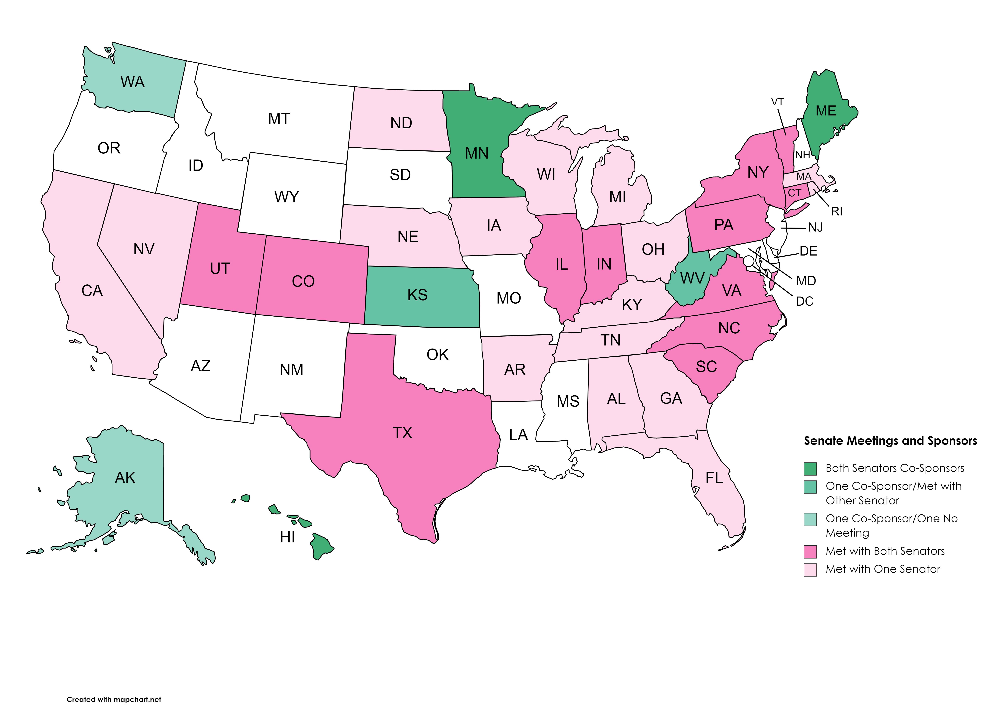 WA
MT
ND
MN
VT
ME
OR
ID
SD
WI
MI
NY
NH
MA
CT
RI
WY
NE
IA
PA
NJ
NV
UT
CO
KS
MO
IL
IN
OH
WV
DE
MD
DC
CA
KY
VA
NC
TN
AZ
NM
OK
AR
SC
MS
AL
GA
TX
LA
FL
AK
HI
Senate Meetings and Sponsors
Both Senators Co-Sponsors
One Co-Sponsor/Met with
Other Senator
One Co-Sponsor/One No
Meeting
Met with Both Senators
Met with One Senator
Created with mapchart.net